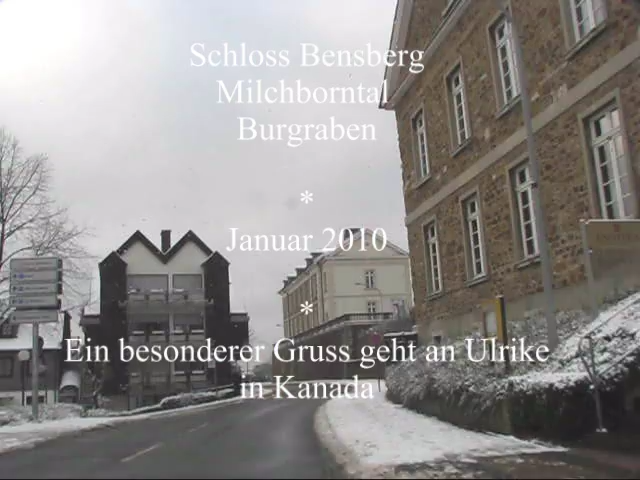 Schloss Bensberg
Milchborntal
Burgraben
*
Januar 2010
*
Ein besonderer Gruss geht an Ulrike
in Kanada